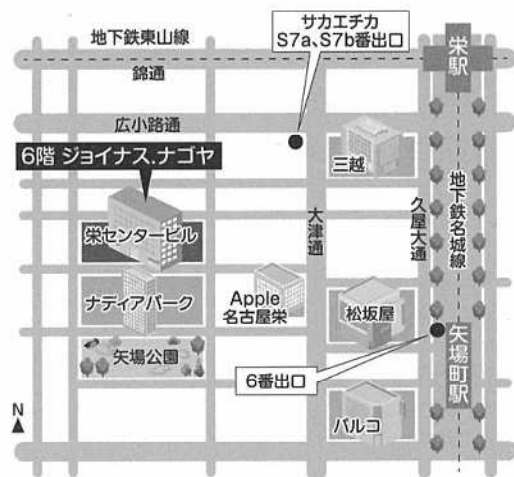 サカエチカ
S7a、S7b番出口
地下鉄東山線
栄駅
錦通
広小路通
6階 ジョイナス.ナゴヤ
三越
地下鉄名城線
大津通
久屋大通
栄センタービル
ナディアパーク
Apple
名古屋栄
松坂屋
矢場公園
矢場町駅
6番出口
パルコ
N